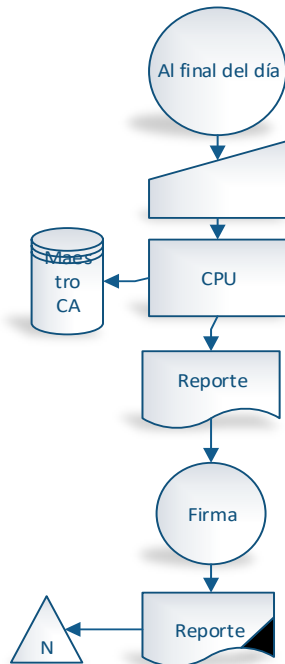 Al final del día
Maes
tro
CA
CPU
Reporte
Firma
Reporte
N